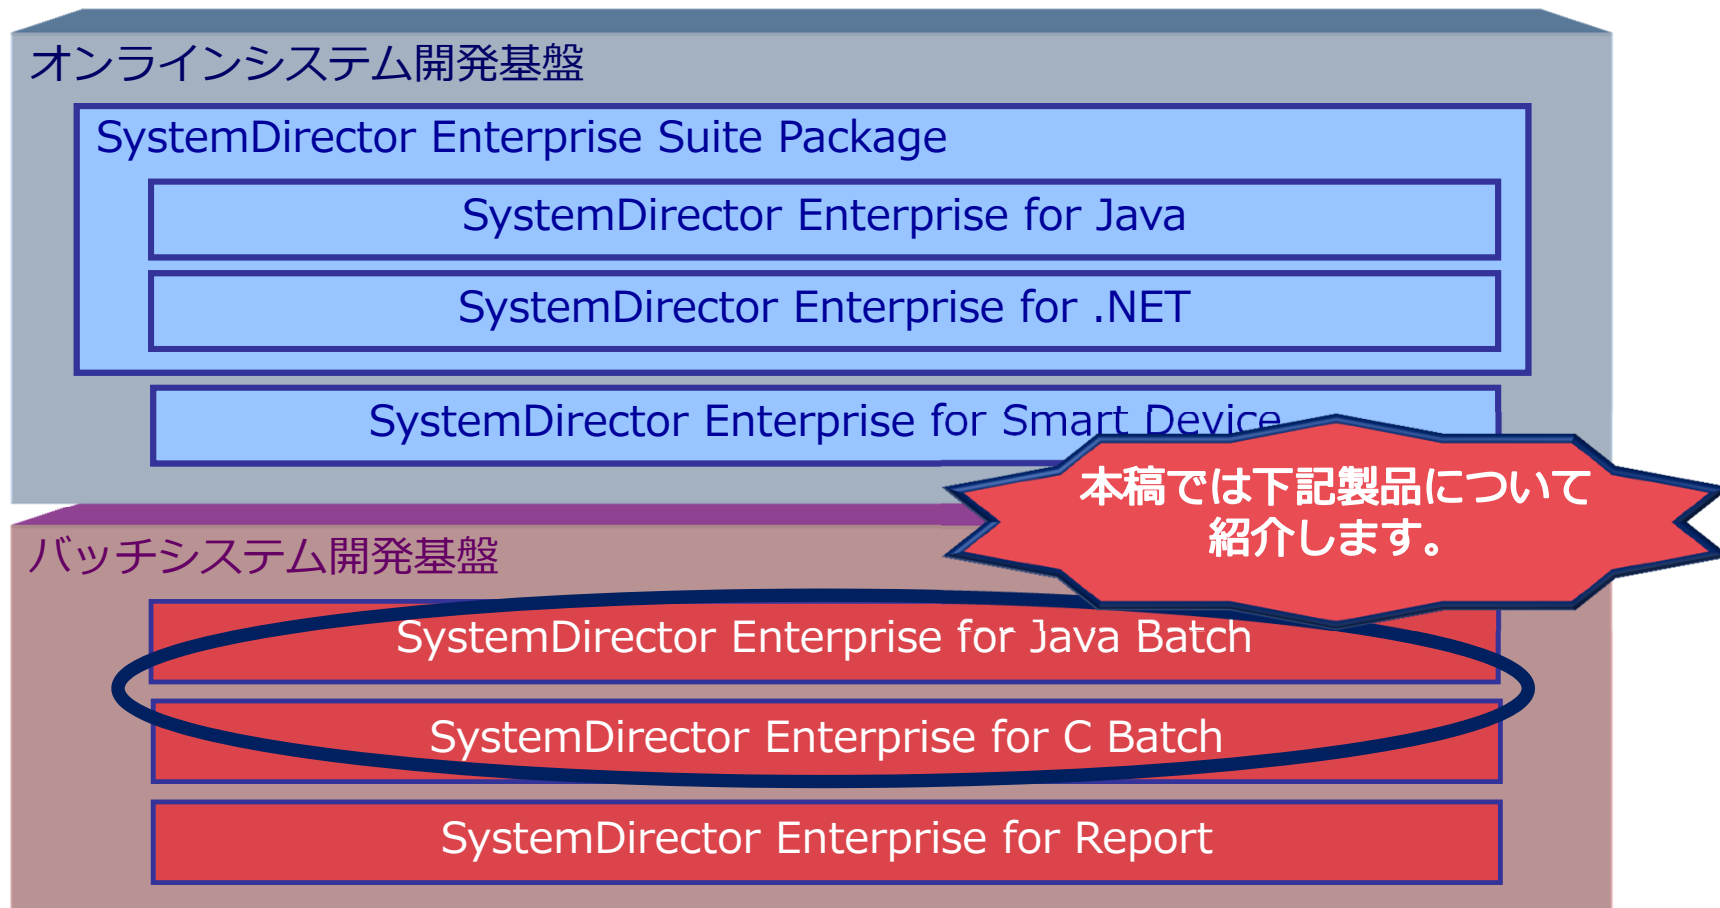 オンラインシステム開発基盤
SystemDirector Enterprise Suite Package
SystemDirector Enterprise for Java
SystemDirector Enterprise for .NET
SystemDirector Enterprise for Smart Device
本稿では下記製品について
紹介します。
バッチシステム開発基盤
SystemDirector Enterprise for Java Batch
SystemDirector Enterprise for C Batch
SystemDirector Enterprise for Report